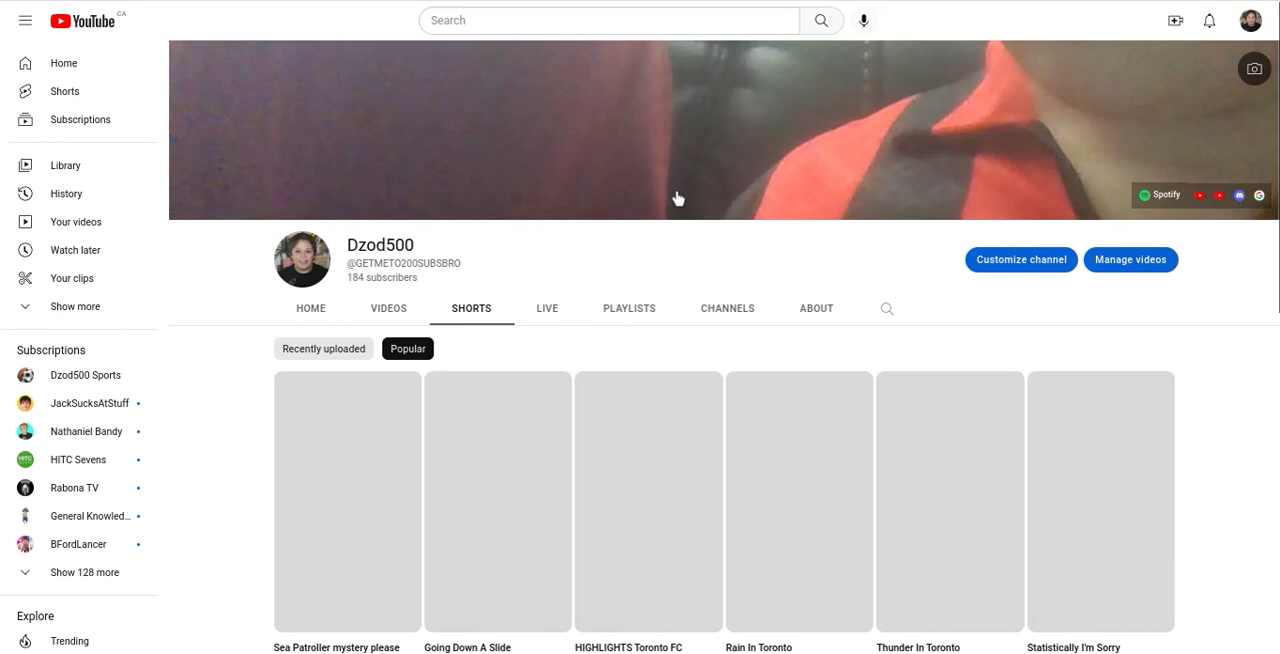 YouTube CA
Search
Home
Shorts
Subscriptions
Library
History
Your videos
Watch later
Your clips
Show more
Subscriptions
Dzod500 Sports
JackSucksAtStuff
Nathaniel Bandy
HITC Sevens
Rabona TV
General Knowled...
BFordLancer
Show 128 more
Explore
Trending
Spotify
Dzod500
@GETMETO200SUBSBRO
184 subscribers
Customize channel
Manage videos
HOME VIDEOS SHORTS LIVE PLAYLISTS CHANNELS ABOUT
Recently uploaded Popular
Sea Patroller mystery please
Going Down A Slide
HIGHLIGHTS Toronto FC
Rain In Toronto
Thunder In Toronto
Statistically I'm Sorry